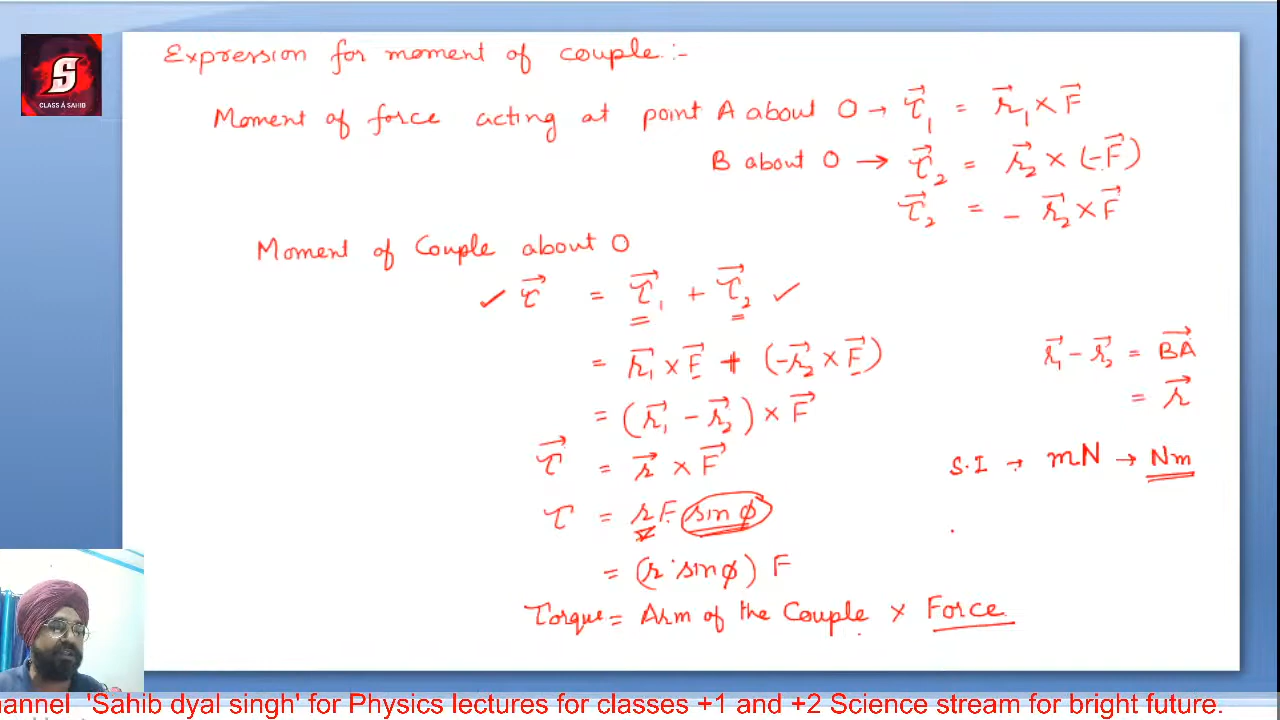 S
CLASS A SAHIB
Expression for moment of couple :-
Moment of force acting at point A about O → τ⃗₁ = r⃗₁ × F⃗
B about O → τ⃗₂ = r⃗₂ × (-F⃗)
τ⃗₂ = - r⃗₂ × F⃗
Moment of Couple about O
✓ τ⃗ = τ⃗₁ + τ⃗₂ ✓
= r⃗₁ × F⃗ + (-r⃗₂ × F⃗)
r⃗₁ - r⃗₂ = B⃗A⃗
= r⃗
= (r⃗₁ - r⃗₂) × F⃗
τ⃗ = r⃗ × F⃗
S.I → mN → Nm
τ = rF sinφ
= (r sinφ) F
Torque = Arm of the Couple × Force
hannel 'Sahib dyal singh' for Physics lectures for classes +1 and +2 Science stream for bright future.